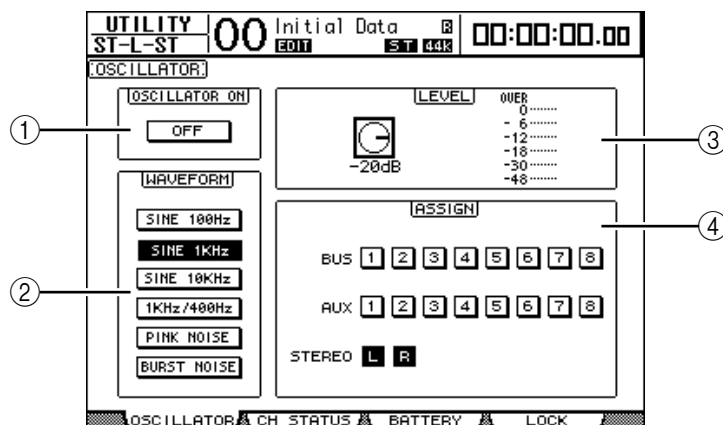 UTILITY
ST-L-ST
00
Initial Data
R
EDIT
ST
44K
00:00:00.00
OSCILLATOR
OSCILLATOR ON
OFF
1
WAVEFORM
SINE 100Hz
SINE 1KHz
SINE 10KHz
1KHz/400Hz
PINK NOISE
BURST NOISE
2
LEVEL
-20dB
OVER
0
- 6
-12
-18
-30
-48
3
ASSIGN
BUS 1 2 3 4 5 6 7 8
AUX 1 2 3 4 5 6 7 8
STEREO L R
4
OSCILLATOR CH STATUS BATTERY LOCK